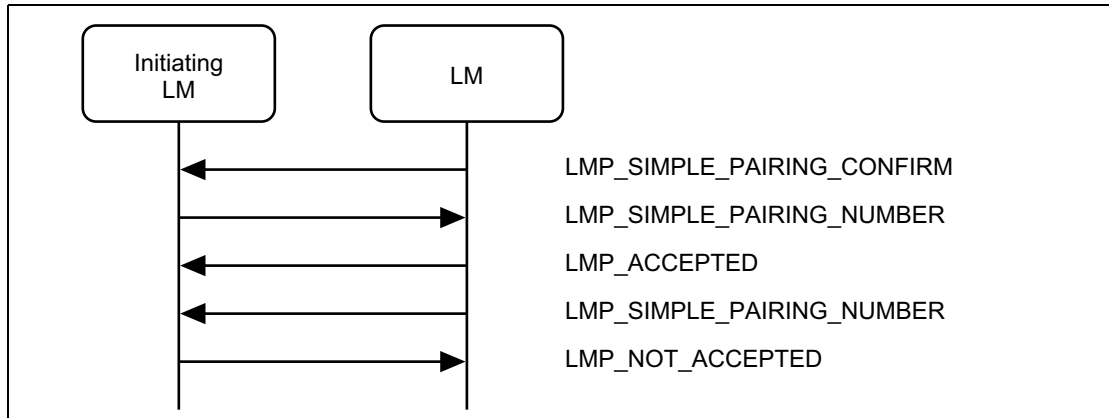 Initiating
LM
LM
LMP_SIMPLE_PAIRING_CONFIRM
LMP_SIMPLE_PAIRING_NUMBER
LMP_ACCEPTED
LMP_SIMPLE_PAIRING_NUMBER
LMP_NOT_ACCEPTED